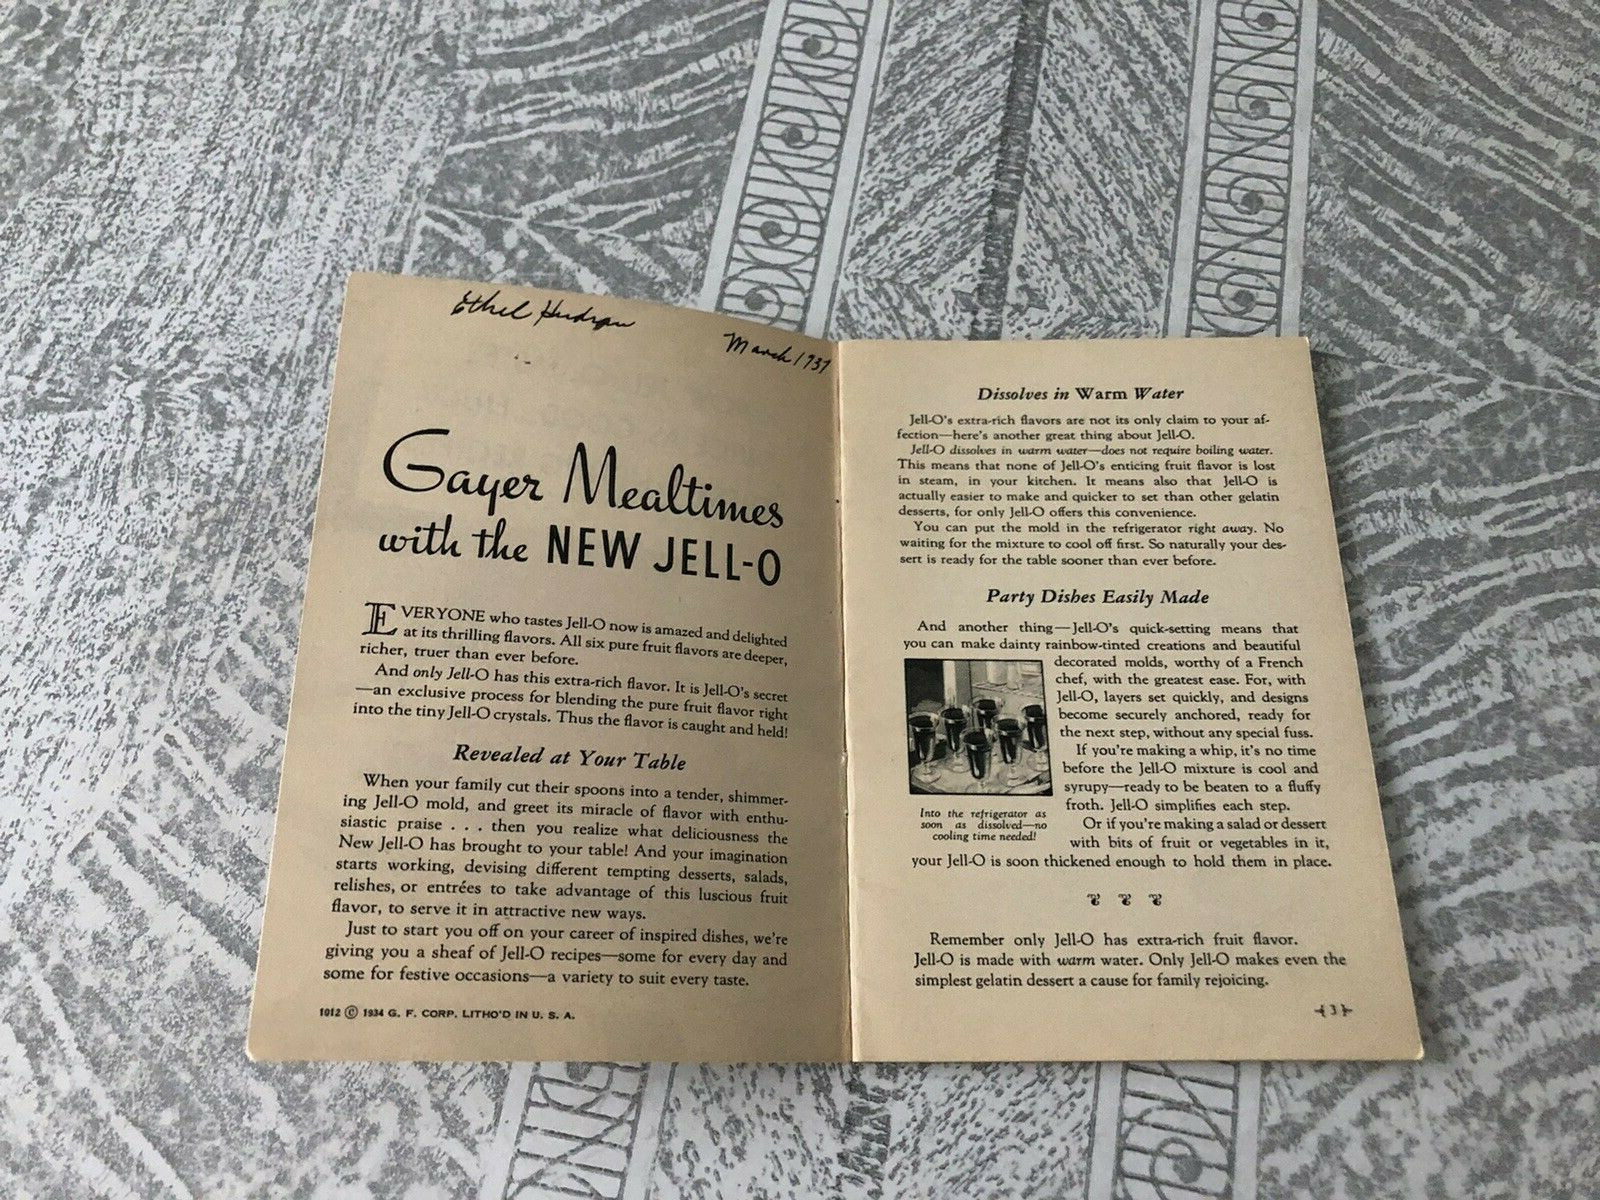 Ethel Hudson
March 1937
Gayer Mealtimes
with the NEW JELL-O
EVERYONE who tastes Jell-O now is amazed and delighted
at its thrilling flavors. All six pure fruit flavors are deeper,
richer, truer than ever before.
And only Jell-O has this extra-rich flavor. It is Jell-O's secret
—an exclusive process for blending the pure fruit flavor right
into the tiny Jell-O crystals. Thus the flavor is caught and held!
Revealed at Your Table
When your family cut their spoons into a tender, shimmer-
ing Jell-O mold, and greet its miracle of flavor with enthu-
siastic praise . . . then you realize what deliciousness the
New Jell-O has brought to your table! And your imagination
starts working, devising different tempting desserts, salads,
relishes, or entrées to take advantage of this luscious fruit
flavor, to serve it in attractive new ways.
Just to start you off on your career of inspired dishes, we're
giving you a sheaf of Jell-O recipes—some for every day and
some for festive occasions—a variety to suit every taste.
1012 © 1934 G. F. CORP. LITHO'D IN U. S. A.
Dissolves in Warm Water
Jell-O's extra-rich flavors are not its only claim to your af-
fection—here's another great thing about Jell-O.
Jell-O dissolves in warm water—does not require boiling water.
This means that none of Jell-O's enticing fruit flavor is lost
in steam, in your kitchen. It means also that Jell-O is
actually easier to make and quicker to set than other gelatin
desserts, for only Jell-O offers this convenience.
You can put the mold in the refrigerator right away. No
waiting for the mixture to cool off first. So naturally your des-
sert is ready for the table sooner than ever before.
Party Dishes Easily Made
And another thing—Jell-O's quick-setting means that
you can make dainty rainbow-tinted creations and beautiful
decorated molds, worthy of a French
chef, with the greatest ease. For, with
Jell-O, layers set quickly, and designs
become securely anchored, ready for
the next step, without any special fuss.
If you're making a whip, it's no time
before the Jell-O mixture is cool and
syrupy—ready to be beaten to a fluffy
froth. Jell-O simplifies each step.
Or if you're making a salad or dessert
with bits of fruit or vegetables in it,
your Jell-O is soon thickened enough to hold them in place.
Into the refrigerator as
soon as dissolved—no
cooling time needed!
Remember only Jell-O has extra-rich fruit flavor.
Jell-O is made with warm water. Only Jell-O makes even the
simplest gelatin dessert a cause for family rejoicing.
{3}